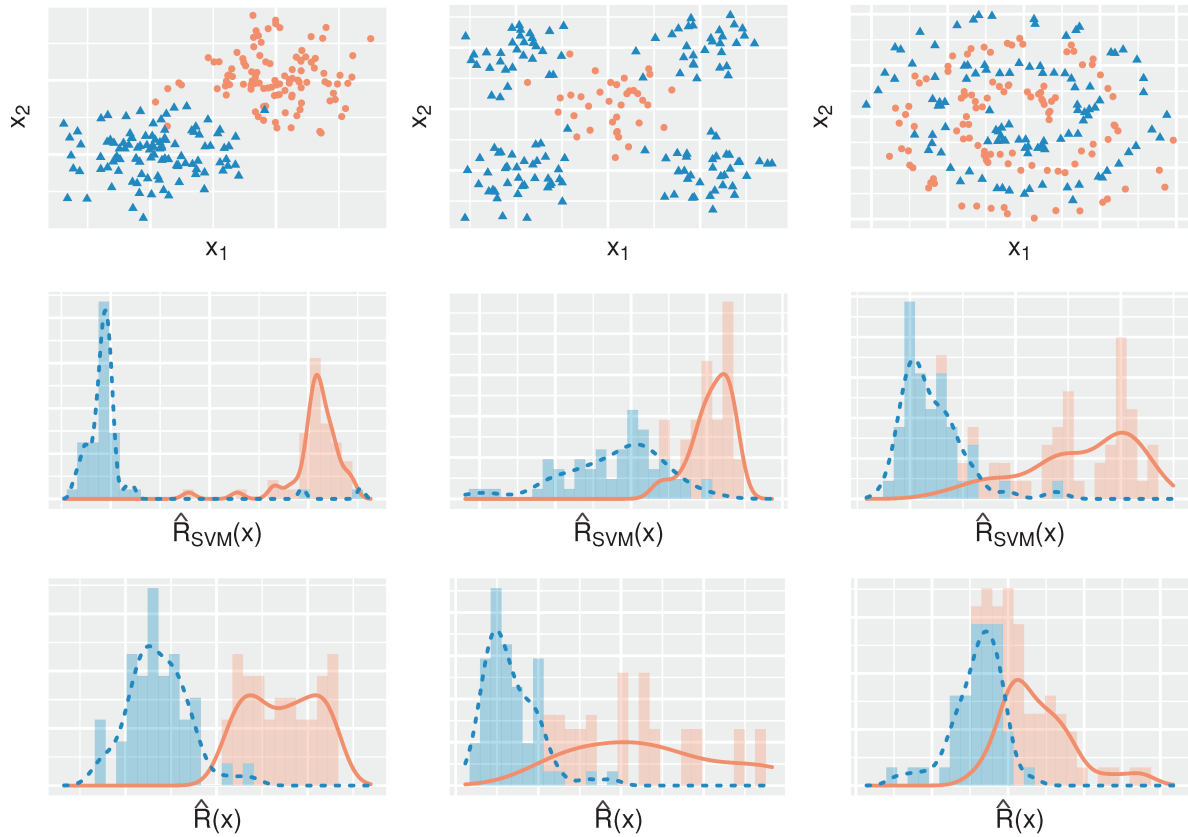 x₂ x₂ x₂
x₁ x₁ x₁
R̂SVM(x) R̂SVM(x) R̂SVM(x)
R̂(x) R̂(x) R̂(x)